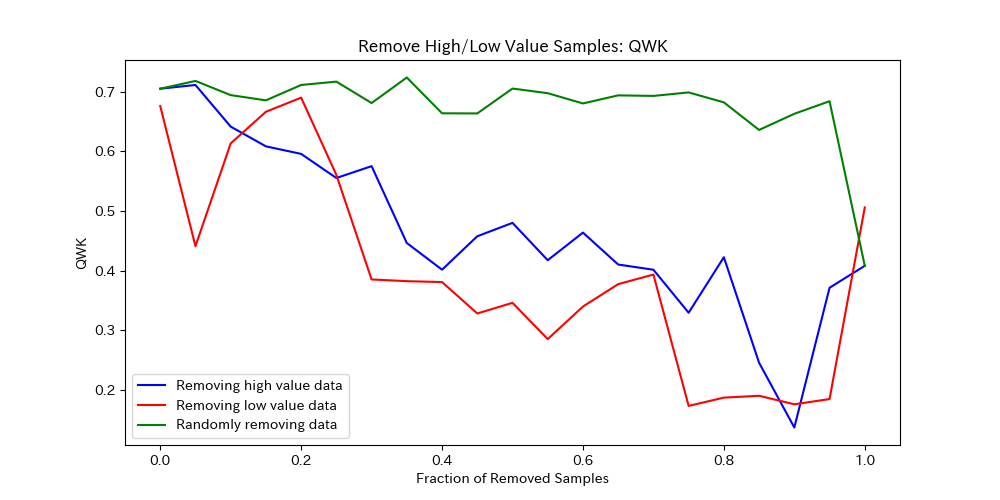 Remove High/Low Value Samples: QWK
QWK
0.7
0.6
0.5
0.4
0.3
0.2
Removing high value data
Removing low value data
Randomly removing data
0.0 0.2 0.4 0.6 0.8 1.0
Fraction of Removed Samples